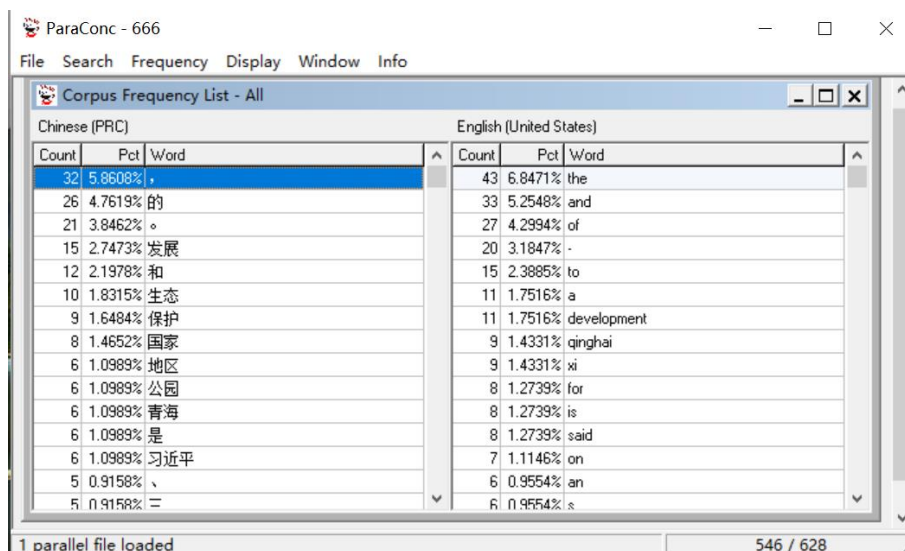 ParaConc - 666
File Search Frequency Display Window Info
Corpus Frequency List - All
Chinese (PRC) English (United States)
Count Pct Word Count Pct Word
32 5.8608% ， 43 6.8471% the
26 4.7619% 的 33 5.2548% and
21 3.8462% 。 27 4.2994% of
15 2.7473% 发展 20 3.1847% -
12 2.1978% 和 15 2.3885% to
10 1.8315% 生态 11 1.7516% a
9 1.6484% 保护 11 1.7516% development
8 1.4652% 国家 9 1.4331% qinghai
6 1.0989% 地区 9 1.4331% xi
6 1.0989% 公园 8 1.2739% for
6 1.0989% 青海 8 1.2739% is
6 1.0989% 是 8 1.2739% said
6 1.0989% 习近平 7 1.1146% on
5 0.9158% 、 6 0.9554% an
5 0.9158% 三 6 0.9554% s
1 parallel file loaded 546 / 628